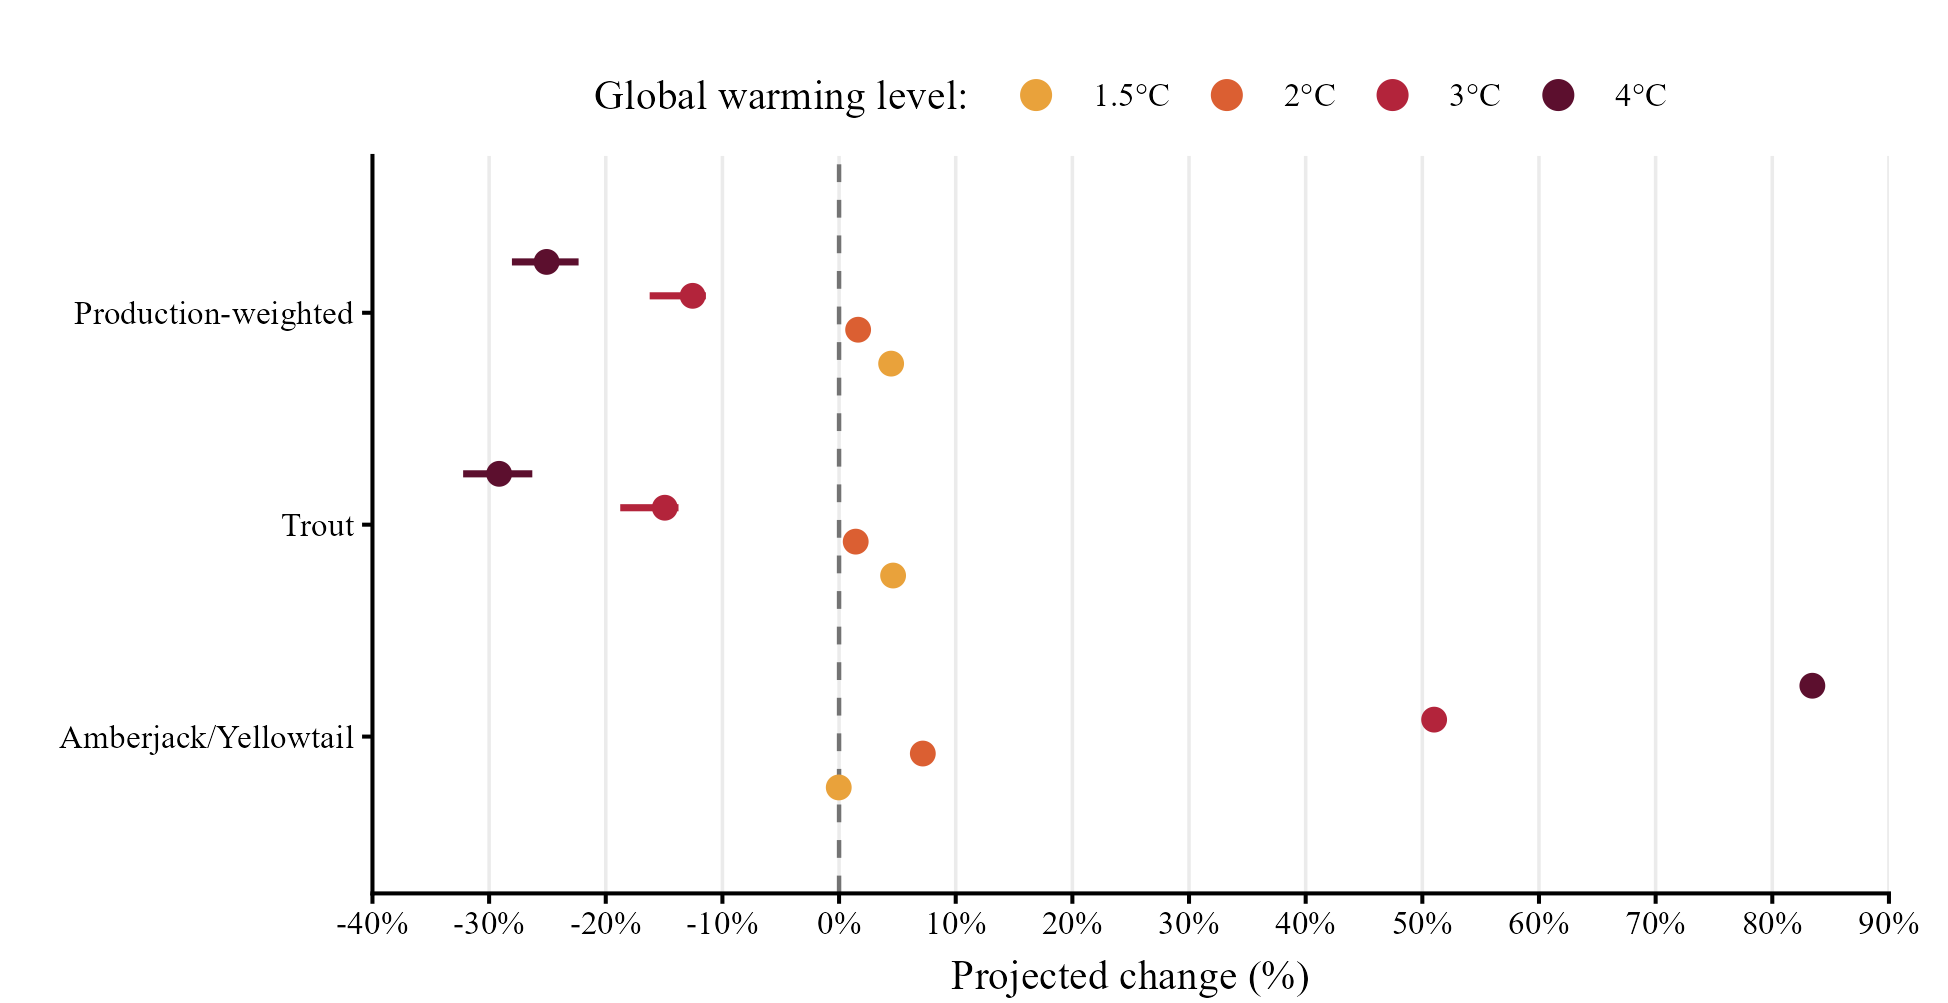 Global warming level: 1.5°C 2°C 3°C 4°C
Production-weighted
Trout
Amberjack/Yellowtail
-40% -30% -20% -10% 0% 10% 20% 30% 40% 50% 60% 70% 80% 90%
Projected change (%)